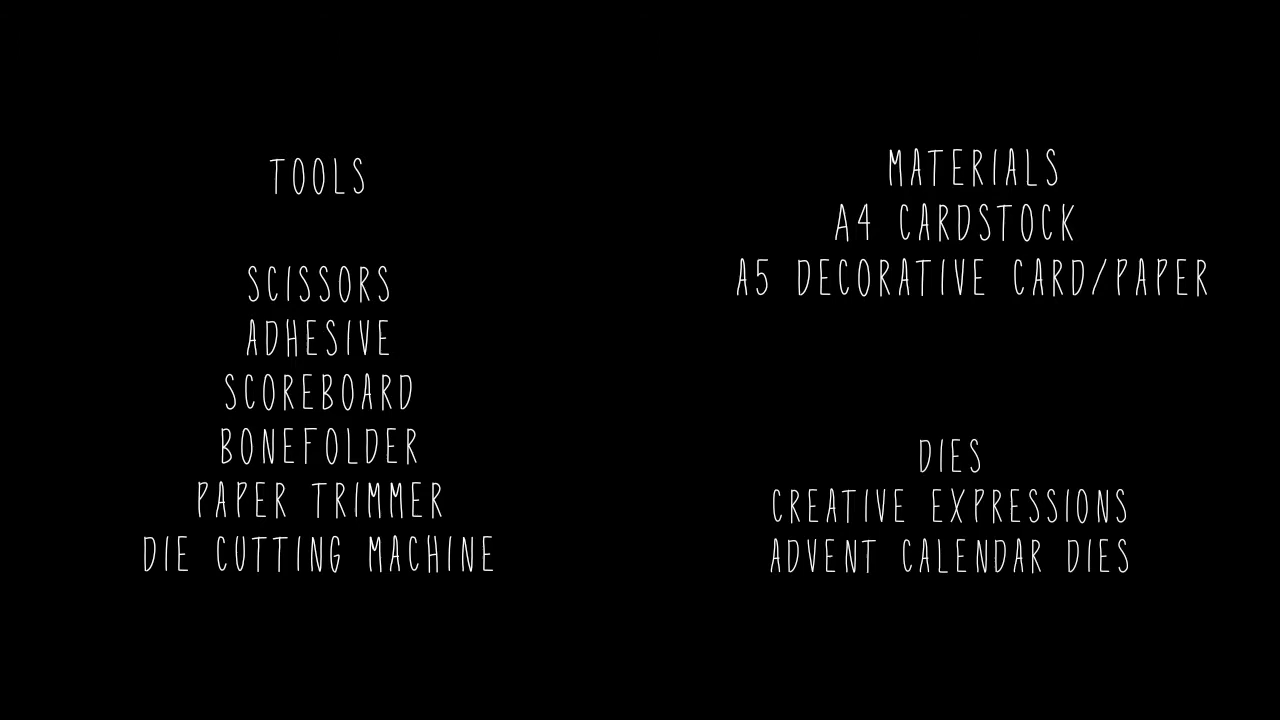 TOOLS
SCISSORS
ADHESIVE
SCOREBOARD
BONEFOLDER
PAPER TRIMMER
DIE CUTTING MACHINE
MATERIALS
A4 CARDSTOCK
A5 DECORATIVE CARD/PAPER
DIES
CREATIVE EXPRESSIONS
ADVENT CALENDAR DIES